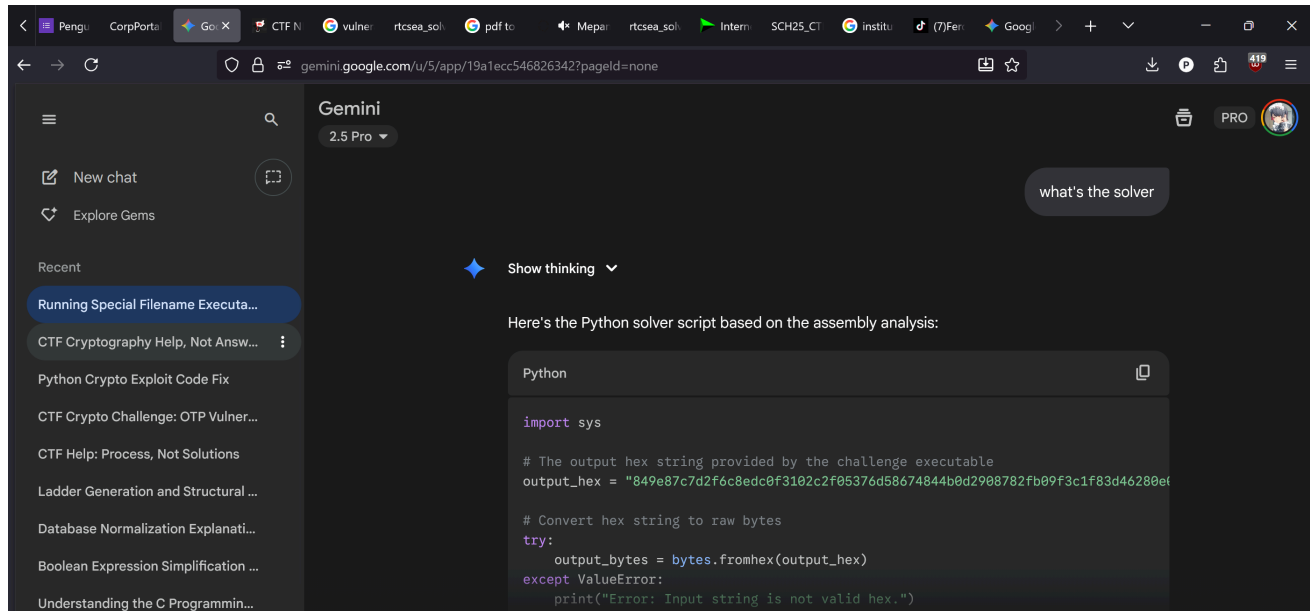 Pengu
CorpPorta
Goo
CTF N
vulner
rtcsea_solv
pdf to
Mepar
rtcsea_solv
Intern
SCH25_CT
institu
(7)Fen
Googl
gemini.google.com/u/5/app/19a1ecc546826342?pageId=none
P
419
Gemini
2.5 Pro
PRO
New chat
Explore Gems
Recent
Running Special Filename Executa...
CTF Cryptography Help, Not Answ...
Python Crypto Exploit Code Fix
CTF Crypto Challenge: OTP Vulner...
CTF Help: Process, Not Solutions
Ladder Generation and Structural ...
Database Normalization Explanati...
Boolean Expression Simplification ...
Understanding the C Programmin...
what's the solver
Show thinking
Here's the Python solver script based on the assembly analysis:
Python
import sys
# The output hex string provided by the challenge executable
output_hex = "849e87c7d2f6c8edc0f3102c2f05376d58674844b0d2908782fb09f3c1f83d46280e
# Convert hex string to raw bytes
try:
output_bytes = bytes.fromhex(output_hex)
except ValueError:
print("Error: Input string is not valid hex.")